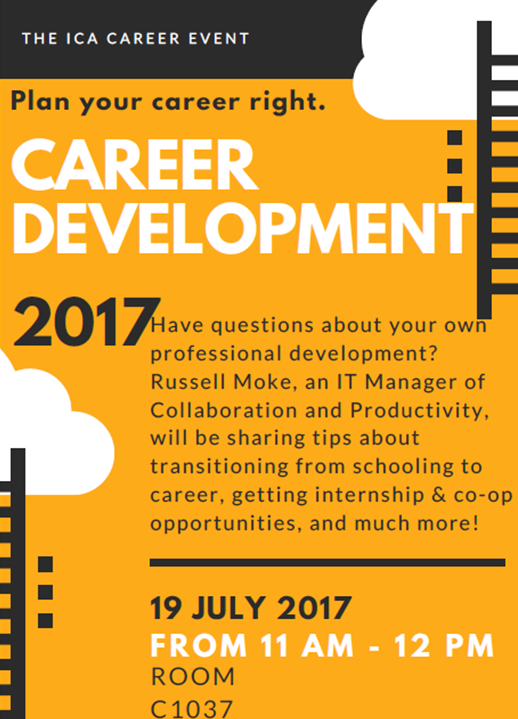 THE ICA CAREER EVENT
Plan your career right.
CAREER
DEVELOPMENT
2017
Have questions about your own
professional development?
Russell Moke, an IT Manager of
Collaboration and Productivity,
will be sharing tips about
transitioning from schooling to
career, getting internship & co-op
opportunities, and much more!
19 JULY 2017
FROM 11 AM - 12 PM
ROOM
C1037